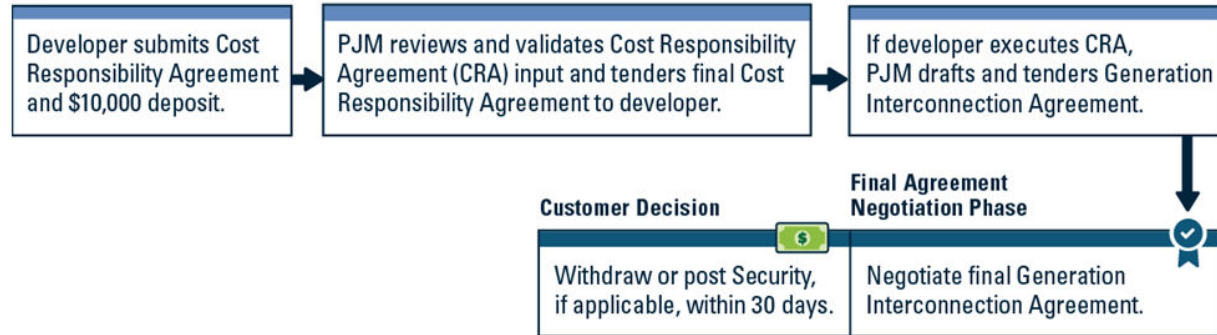 Developer submits Cost
Responsibility Agreement
and $10,000 deposit.
PJM reviews and validates Cost Responsibility
Agreement (CRA) input and tenders final Cost
Responsibility Agreement to developer.
If developer executes CRA,
PJM drafts and tenders Generation
Interconnection Agreement.
Customer Decision
Final Agreement
Negotiation Phase
$
Withdraw or post Security,
if applicable, within 30 days.
Negotiate final Generation
Interconnection Agreement.